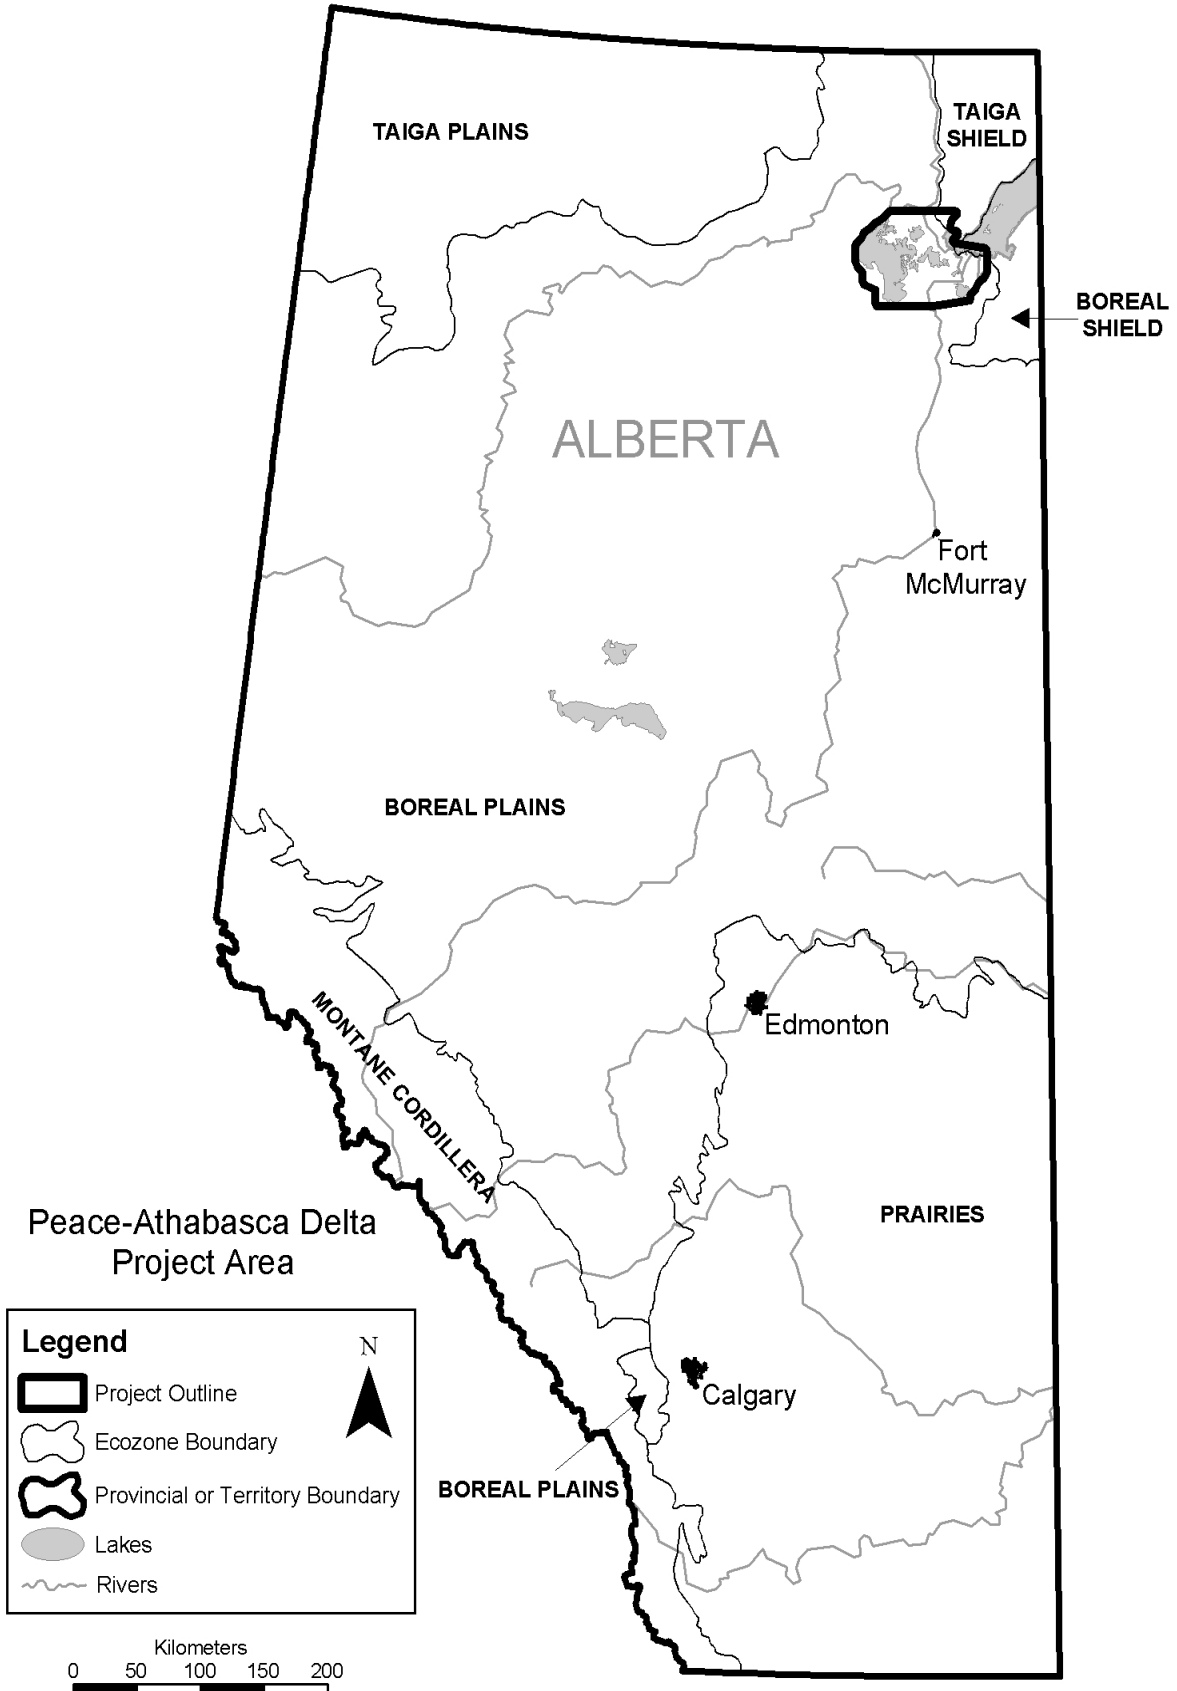 TAIGA PLAINS
TAIGA
SHIELD
BOREAL
SHIELD
ALBERTA
Fort
McMurray
BOREAL PLAINS
MONTANE CORDILLERA
Edmonton
PRAIRIES
Calgary
BOREAL PLAINS
Peace-Athabasca Delta
Project Area
Legend
N
Project Outline
Ecozone Boundary
Provincial or Territory Boundary
Lakes
Rivers
Kilometers
0 50 100 150 200